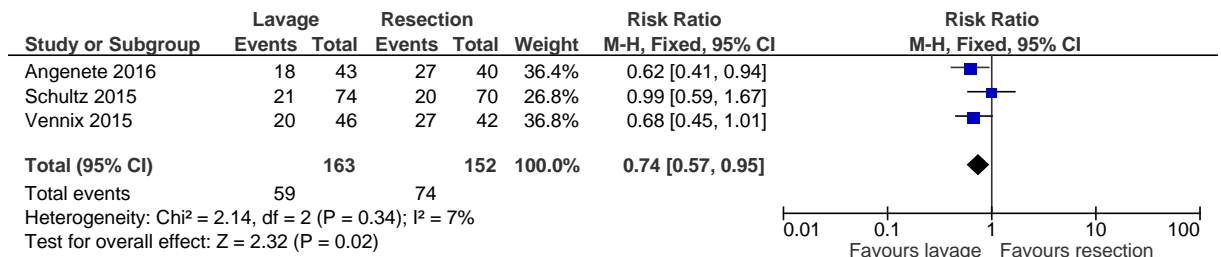 Lavage Resection Risk Ratio Risk Ratio
Study or Subgroup Events Total Events Total Weight M-H, Fixed, 95% CI M-H, Fixed, 95% CI
Angenete 2016 18 43 27 40 36.4% 0.62 [0.41, 0.94]
Schultz 2015 21 74 20 70 26.8% 0.99 [0.59, 1.67]
Vennix 2015 20 46 27 42 36.8% 0.68 [0.45, 1.01]
Total (95% CI) 163 152 100.0% 0.74 [0.57, 0.95]
Total events 59 74
Heterogeneity: Chi² = 2.14, df = 2 (P = 0.34); I² = 7%
Test for overall effect: Z = 2.32 (P = 0.02)
0.01 0.1 1 10 100
Favours lavage Favours resection